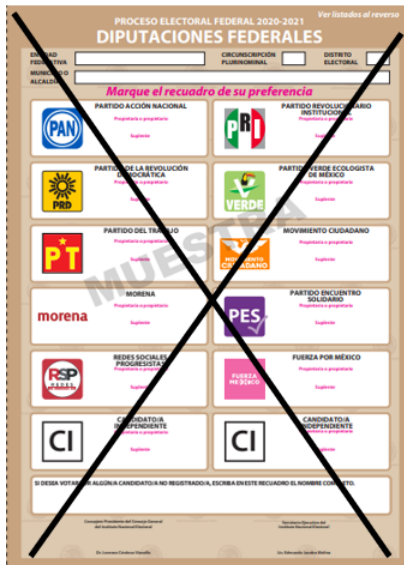 Ver listados al reverso
PROCESO ELECTORAL FEDERAL 2020-2021
DIPUTACIONES FEDERALES
ENTIDAD FEDERATIVA
CIRCUNSCRIPCIÓN PLURINOMINAL
DISTRITO ELECTORAL
MUNICIPIO O ALCALDÍA
Marque el recuadro de su preferencia
PAN
PARTIDO ACCIÓN NACIONAL
Propietaria o propietario
Suplente
PRI
PARTIDO REVOLUCIONARIO INSTITUCIONAL
Propietaria o propietario
Suplente
PRD
PARTIDO DE LA REVOLUCIÓN DEMOCRÁTICA
Propietaria o propietario
Suplente
VERDE
PARTIDO VERDE ECOLOGISTA DE MÉXICO
Propietaria o propietario
Suplente
PT
PARTIDO DEL TRABAJO
Propietaria o propietario
Suplente
MOVIMIENTO CIUDADANO
MOVIMIENTO CIUDADANO
Propietaria o propietario
Suplente
MUESTRA
morena
MORENA
Propietaria o propietario
Suplente
PES
PARTIDO ENCUENTRO SOLIDARIO
Propietaria o propietario
Suplente
RSP
REDES SOCIALES PROGRESISTAS
Propietaria o propietario
Suplente
FUERZA MÉXICO
FUERZA POR MÉXICO
Propietaria o propietario
Suplente
CI
CANDIDATO/A INDEPENDIENTE
Propietaria o propietario
Suplente
CI
CANDIDATO/A INDEPENDIENTE
Propietaria o propietario
Suplente
SI DESEA VOTAR POR ALGÚN/A CANDIDATO/A NO REGISTRADO/A, ESCRIBA EN ESTE RECUADRO EL NOMBRE COMPLETO.
Consejero Presidente del Consejo General del Instituto Nacional Electoral
Secretario Ejecutivo del Instituto Nacional Electoral
Dr. Lorenzo Córdova Vianello
Lic. Edmundo Jacobo Molina